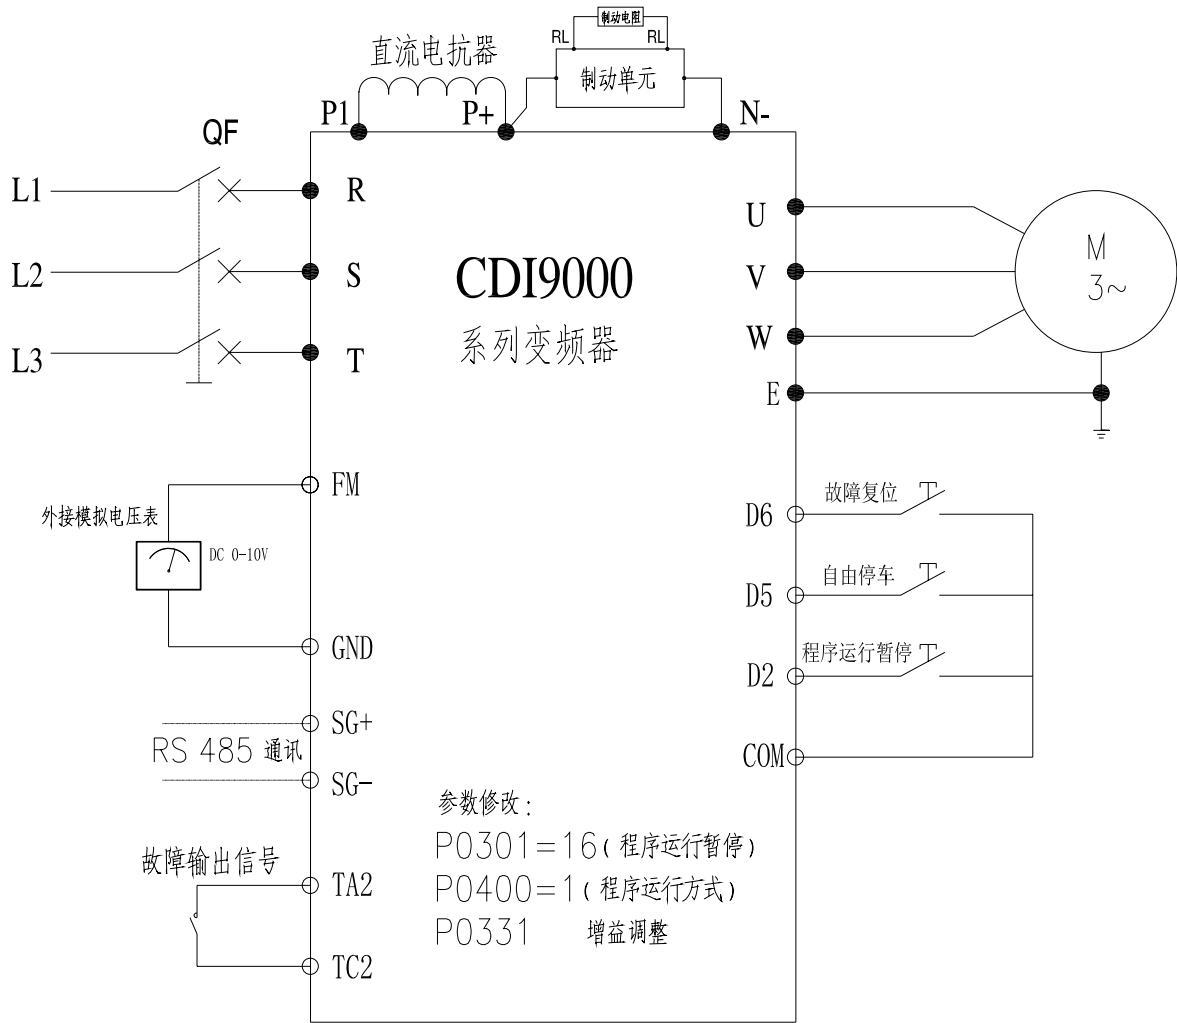 制动电阻
RL RL
直流电抗器
制动单元
P1 P+ N-
QF
L1 R
U
M
3~
L2 S
CDI9000
V
系列变频器
W
L3 T
E
FM
外接模拟电压表
DC 0-10V
故障复位
D6
自由停车
D5
GND
程序运行暂停
D2
SG+
RS 485 通讯
COM
SG-
参数修改:
P0301=16(程序运行暂停)
故障输出信号
TA2
P0400=1(程序运行方式)
P0331 增益调整
TC2